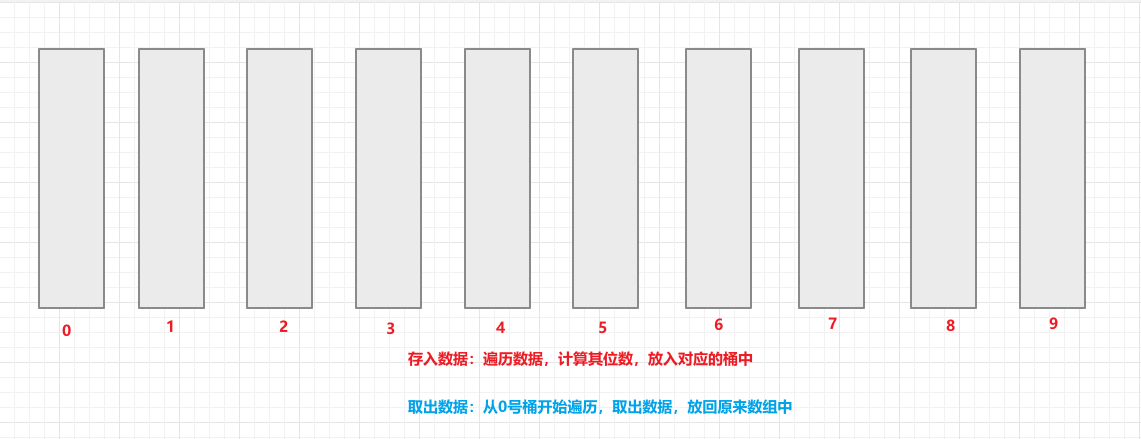 0 1 2 3 4 5 6 7 8 9
存入数据：遍历数据，计算其位数，放入对应的桶中
取出数据：从0号桶开始遍历，取出数据，放回原来数组中